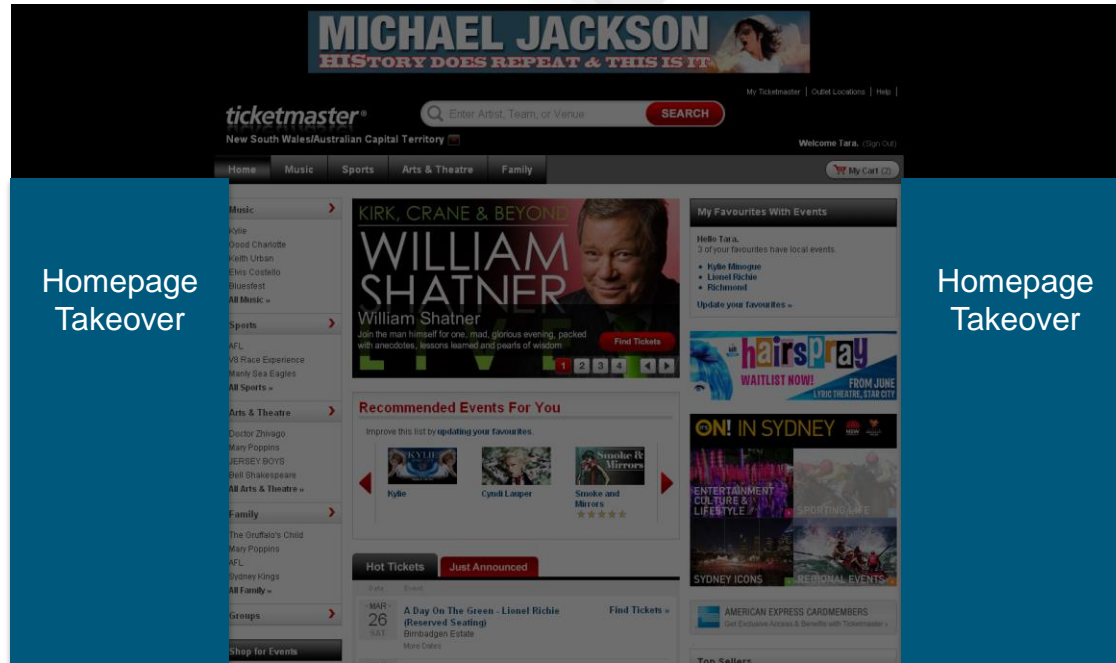 MICHAEL JACKSON
HISTORY DOES REPEAT & THIS IS IT
My Ticketmaster | Outlet Locations | Help |
ticketmaster®
Enter Artist, Team, or Venue
SEARCH
New South Wales/Australian Capital Territory
Welcome Tara. (Sign Out)
Home Music Sports Arts & Theatre Family
My Cart (2)
Homepage
Takeover
Music
Kylie
Good Charlotte
Keith Urban
Elvis Costello
Bluesfest
All Music »
Sports
AFL
V8 Race Experience
Manly Sea Eagles
All Sports »
Arts & Theatre
Doctor Zhivago
Mary Poppins
JERSEY BOYS
Bell Shakespeare
All Arts & Theatre »
Family
The Gruffalo's Child
Mary Poppins
AFL
Sydney Kings
All Family »
Groups
Shop for Events
KIRK, CRANE & BEYOND
WILLIAM
SHATNER
LIVE
William Shatner
Join the man himself for one, mad, glorious evening, packed
with anecdotes, lessons learned and pearls of wisdom
Find Tickets
1 2 3 4
Recommended Events For You
Improve this list by updating your favourites.
KYLIE
Smoke & Mirrors
Kylie
Cyndi Lauper
Smoke and
Mirrors
Hot Tickets
Just Announced
Date Event
- MAR -
26
SAT
A Day On The Green - Lionel Richie
(Reserved Seating)
Bimbadgen Estate
More Dates
Find Tickets »
My Favourites With Events
Hello Tara.
3 of your favourites have local events.
• Kylie Minogue
• Lionel Richie
• Richmond
Update your favourites »
hairspray
WAITLIST NOW!
FROM JUNE
LYRIC THEATRE, STAR CITY
ON! IN SYDNEY
ENTERTAINMENT
CULTURE &
LIFESTYLE
SPORTING LIFE
SYDNEY ICONS
REGIONAL EVENTS
AMERICAN EXPRESS CARDMEMBERS
Get Exclusive Access & Benefits with Ticketmaster »
Top Sellers
Homepage
Takeover